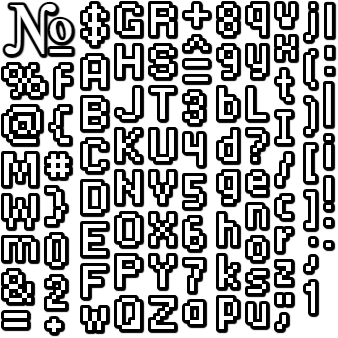 № % @ M W m & =
f { # } 0 2 +
$ A B C D E F w
G H J K N O P Q
R S T U V X Y Z
+ ^ = 3 4 5 6 7 o
8 9 b d g h k p
q y L ? e n o s u
v x t I / c r z "
j ( [ ] ) 1
l : | ! i ; .